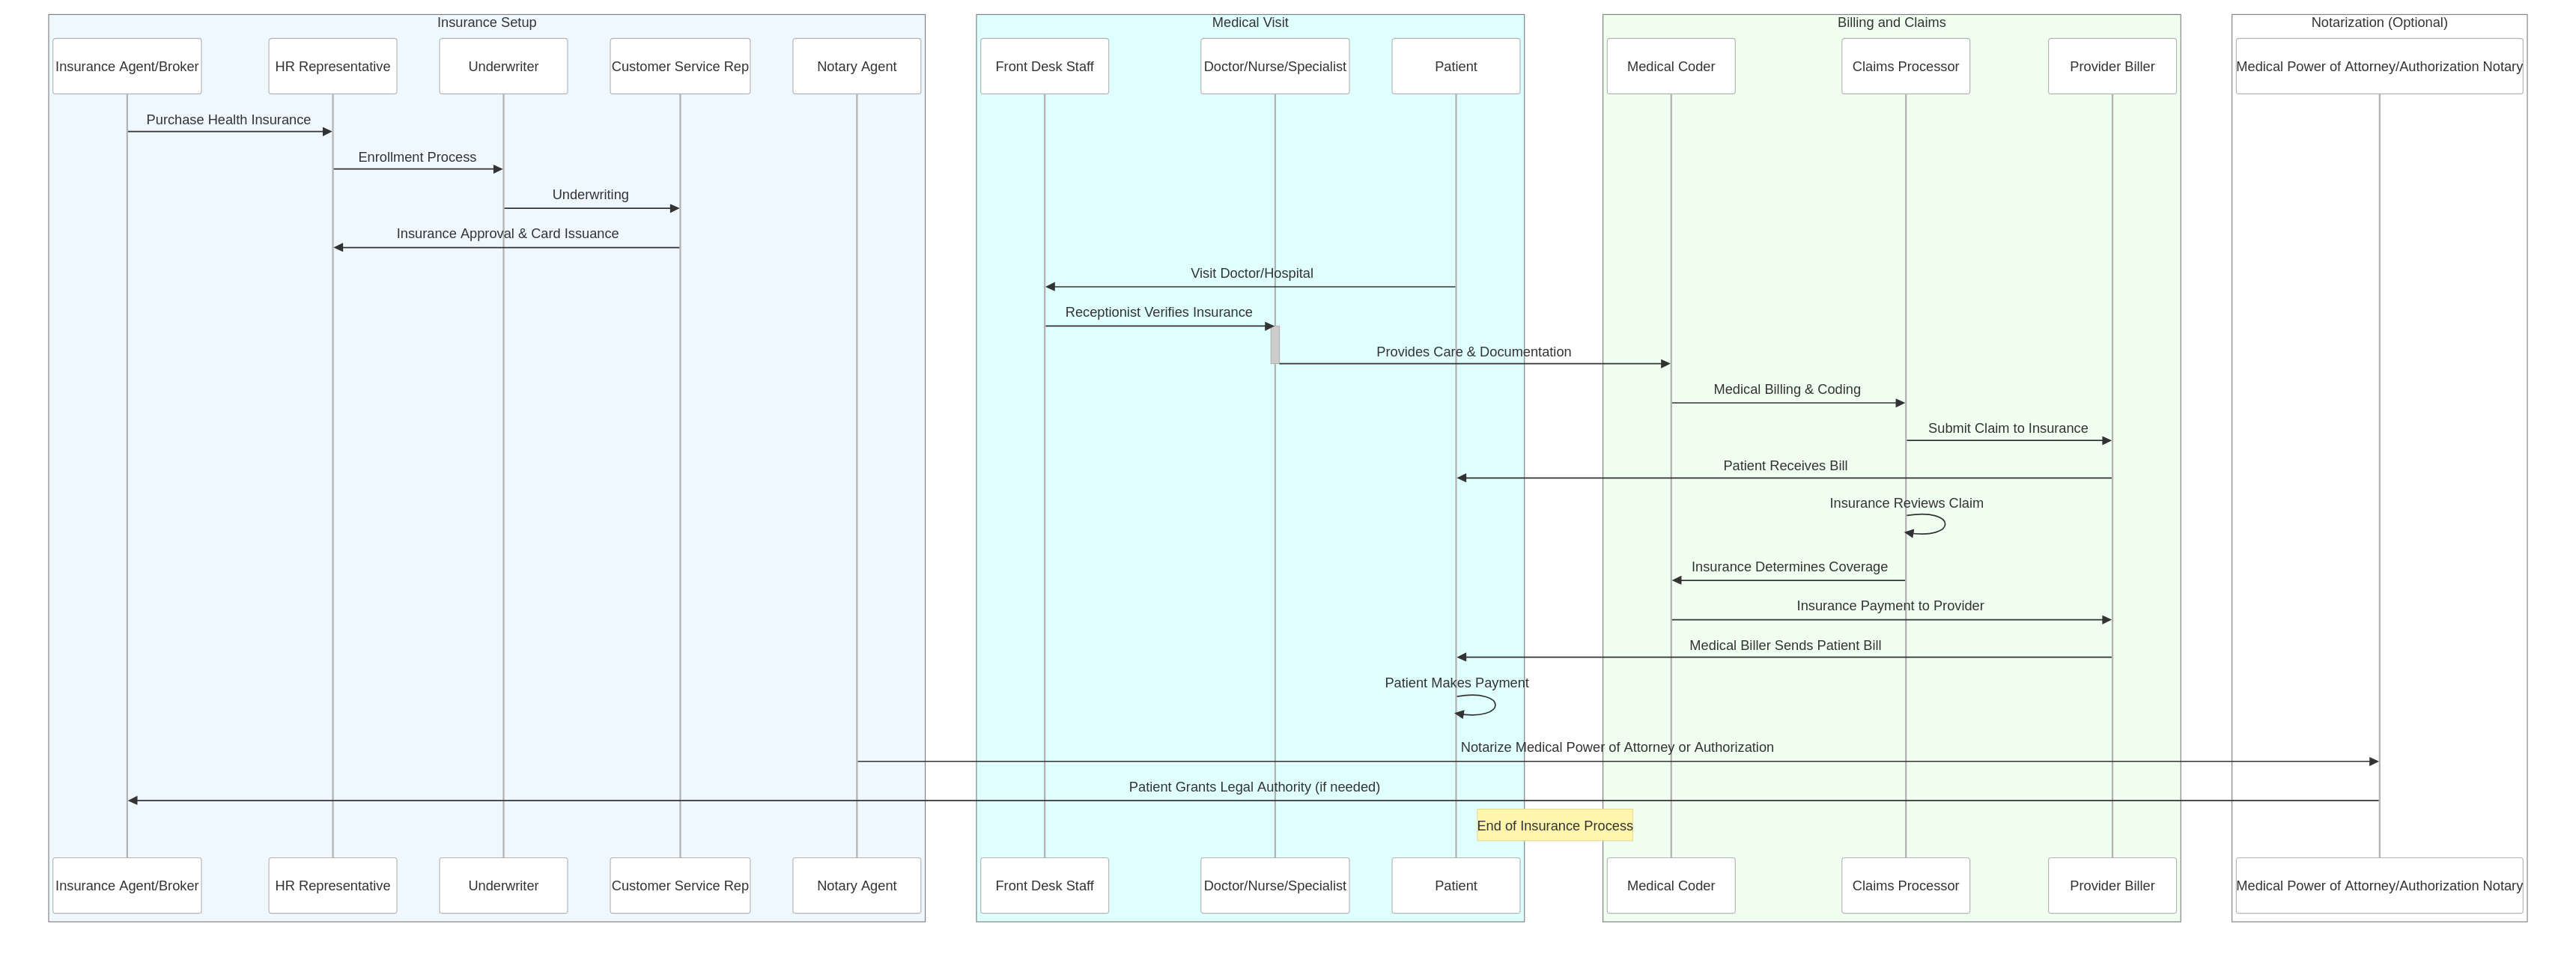 Insurance Setup
Medical Visit
Billing and Claims
Notarization (Optional)
Insurance Agent/Broker
HR Representative
Underwriter
Customer Service Rep
Notary Agent
Front Desk Staff
Doctor/Nurse/Specialist
Patient
Medical Coder
Claims Processor
Provider Biller
Medical Power of Attorney/Authorization Notary
Purchase Health Insurance
Enrollment Process
Underwriting
Insurance Approval & Card Issuance
Visit Doctor/Hospital
Receptionist Verifies Insurance
Provides Care & Documentation
Medical Billing & Coding
Submit Claim to Insurance
Patient Receives Bill
Insurance Reviews Claim
Insurance Determines Coverage
Insurance Payment to Provider
Medical Biller Sends Patient Bill
Patient Makes Payment
Notarize Medical Power of Attorney or Authorization
Patient Grants Legal Authority (if needed)
End of Insurance Process
Insurance Agent/Broker
HR Representative
Underwriter
Customer Service Rep
Notary Agent
Front Desk Staff
Doctor/Nurse/Specialist
Patient
Medical Coder
Claims Processor
Provider Biller
Medical Power of Attorney/Authorization Notary